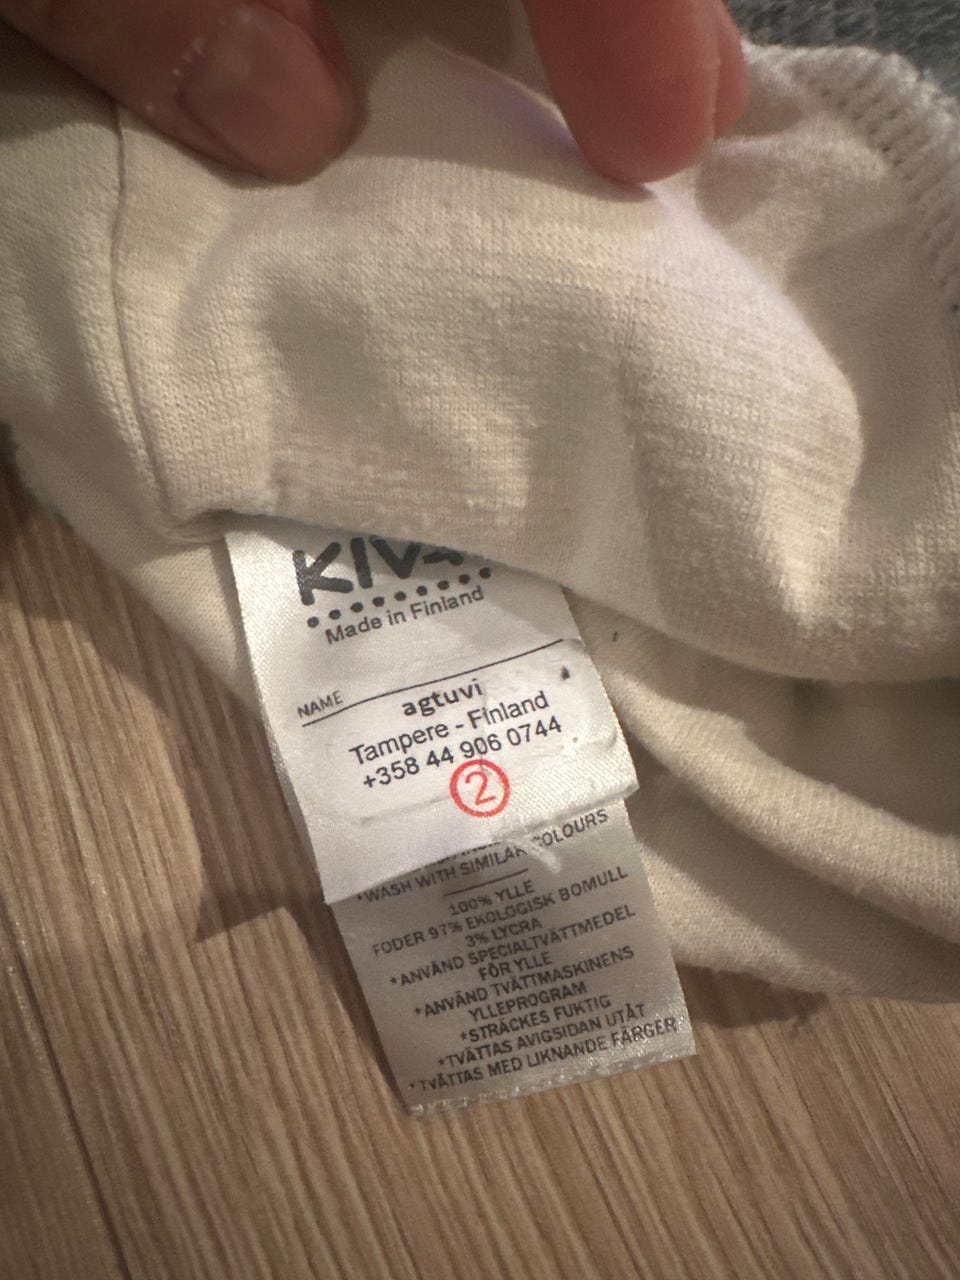 Made in Finland
NAME
agtuvi
Tampere - Finland
+358 44 906 0744
2
*WASH WITH SIMILAR COLOURS
100% YLLE
FODER 97% EKOLOGISK BOMULL
3% LYCRA
*ANVÄND SPECIALTVÄTTMEDEL
FÖR YLLE
*ANVÄND TVÄTTMASKINENS
YLLEPROGRAM
*STRÄCKES FUKTIG
*TVÄTTAS AVIGSIDAN UTÅT
*TVÄTTAS MED LIKNANDE FÄRGER